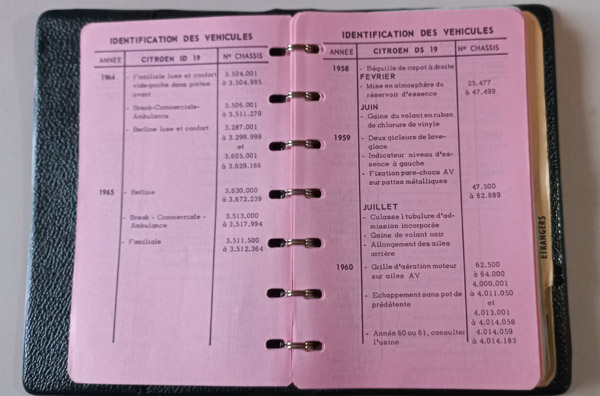 IDENTIFICATION DES VEHICULES
ANNÉE CITROEN ID 19 N° CHASSIS
1964 - Familiale luxe et confort 3.504.001
vide-poche dans portes à 3.504.985
avant
- Break-Commerciale- 3.506.001
Ambulance à 3.511.279
- Berline luxe et confort 3.287.001
à 3.299.999
et
3.605.001
à 3.629.166
1965 - Berline 3.630.000
à 3.672.239
- Break - Commerciale - 3.513.000
Ambulance à 3.517.994
- Familiale 3.511.500
à 3.512.364
IDENTIFICATION DES VEHICULES
ANNÉE CITROEN DS 19 N° CHASSIS
1958 - Béquille de capot à droite
FEVRIER
- Mise en atmosphère du 23.477
réservoir d'essence à 47.499
JUIN
- Gaine du volant en ruban
de chlorure de vinyle
1959 - Deux gicleurs de lave-
glace
- Indicateur niveau d'es-
sence à gauche
- Fixation pare-chocs AV
sur pattes métalliques
47.500
à 62.889
JUILLET
- Culasse 1 tubulure d'ad-
mission incorporée
- Gaine de volant noir
- Allongement des ailes
arrière
1960 - Grille d'aération moteur 62.500
sur ailes AV à 64.000
4.000.001
- Echappement sans pot de à 4.011.050
prédétente et
4.013.001
à 4.014.058
- Année 60 ou 61, consulter 4.014.059
l'usine à 4.014.183
ETRANGERS